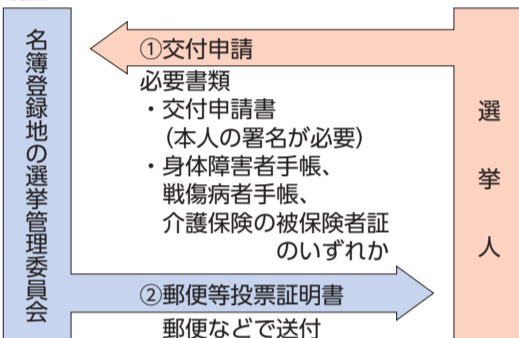 名簿登録地の選挙管理委員会
①交付申請
必要書類
・交付申請書
（本人の署名が必要）
・身体障害者手帳、
戦傷病者手帳、
介護保険の被保険者証
のいずれか
②郵便等投票証明書
郵便などで送付
選挙人